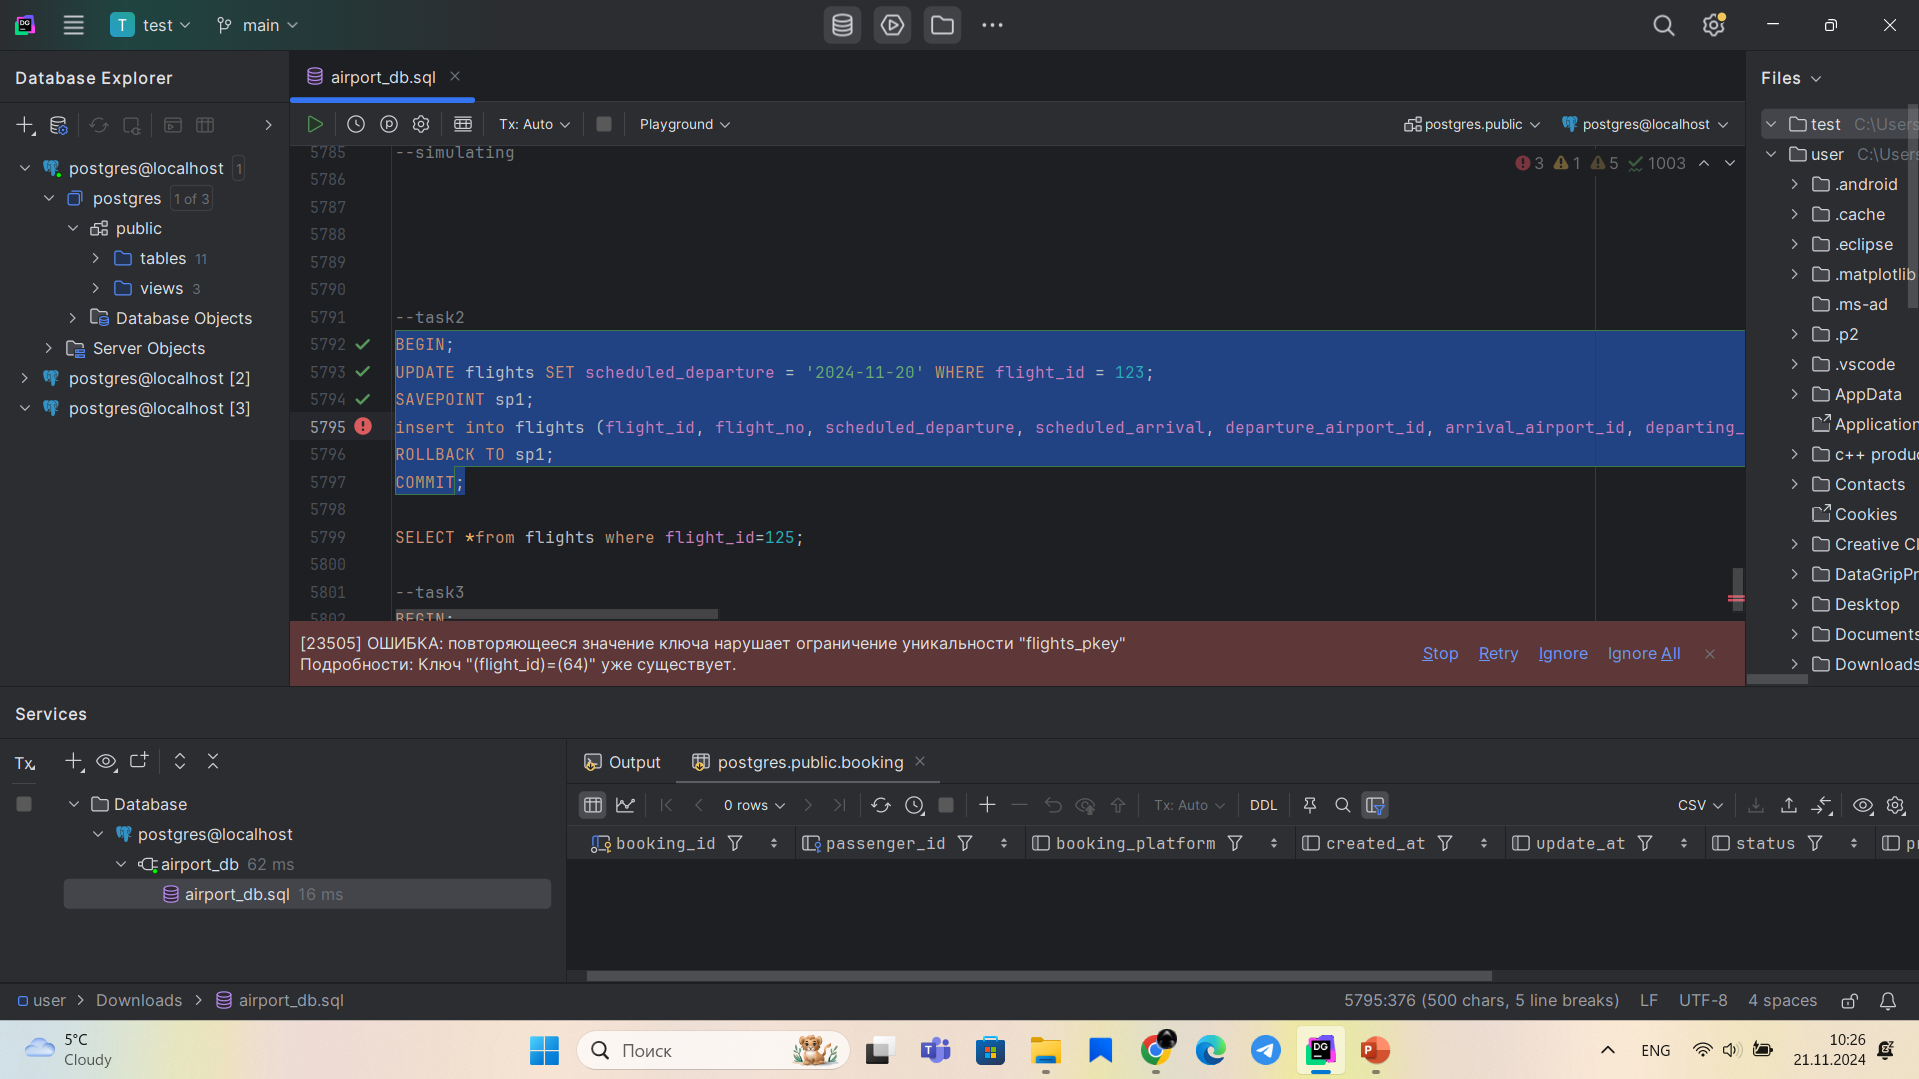 T test main
Database Explorer
airport_db.sql
Files
Tx: Auto
Playground
postgres.public
postgres@localhost
postgres@localhost 1
postgres 1 of 3
public
tables 11
views 3
Database Objects
Server Objects
postgres@localhost [2]
postgres@localhost [3]
3 1 5 1003
5785 --simulating
5786
5787
5788
5789
5790
5791 --task2
5792 BEGIN;
5793 UPDATE flights SET scheduled_departure = '2024-11-20' WHERE flight_id = 123;
5794 SAVEPOINT sp1;
5795 insert into flights (flight_id, flight_no, scheduled_departure, scheduled_arrival, departure_airport_id, arrival_airport_id, departing_
5796 ROLLBACK TO sp1;
5797 COMMIT;
5798
5799 SELECT *from flights where flight_id=125;
5800
5801 --task3
5802 BEGIN;
[23505] ОШИБКА: повторяющееся значение ключа нарушает ограничение уникальности "flights_pkey"
Подробности: Ключ "(flight_id)=(64)" уже существует.
Stop Retry Ignore Ignore All
test C:\Users
user C:\Users
.android
.cache
.eclipse
.matplotlib
.ms-ad
.p2
.vscode
AppData
Application
c++ produ
Contacts
Cookies
Creative Cl
DataGripPr
Desktop
Documents
Downloads
Services
Tx
Database
postgres@localhost
airport_db 62 ms
airport_db.sql 16 ms
Output
postgres.public.booking
0 rows
Tx: Auto
DDL
CSV
booking_id
passenger_id
booking_platform
created_at
update_at
status
pr
user > Downloads > airport_db.sql
5795:376 (500 chars, 5 line breaks) LF UTF-8 4 spaces
5°C
Cloudy
Поиск
ENG
10:26
21.11.2024